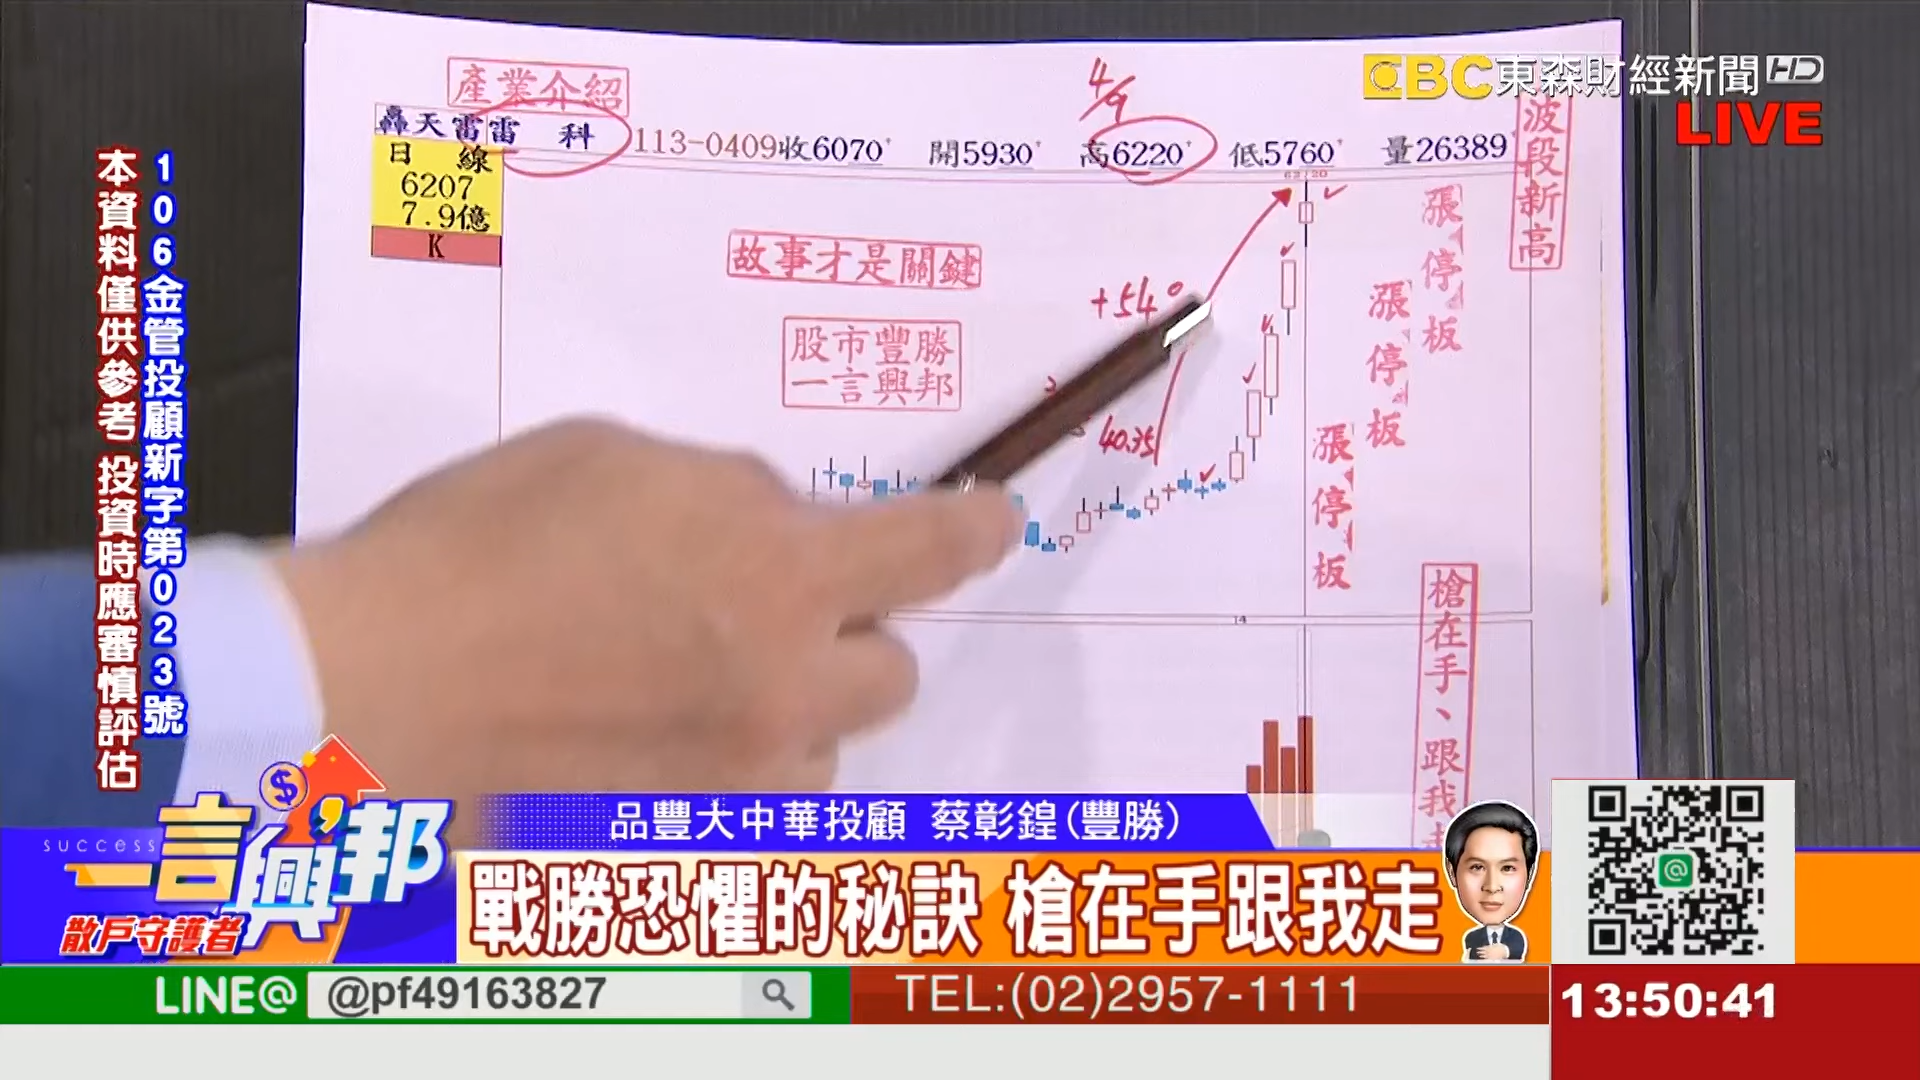 EBC東森財經新聞HD
LIVE
產業介紹
4/9
轟天雷雷 科
113-0409收6070 開5930 高6220 低5760 量26389
日 線
6207
7.9億
K
6220
波段新高
故事才是關鍵
股市豐勝
一言興邦
+54
40.35
漲停板
漲停板
漲停板
14
槍在手、跟我
106金管投顧新字第023號
本資料僅供參考 投資時應審慎評估
success
一言興邦
散戶守護者
品豐大中華投顧 蔡彰鍠(豐勝)
戰勝恐懼的秘訣 槍在手跟我走
LINE@ @pf49163827
TEL:(02)2957-1111
13:50:41